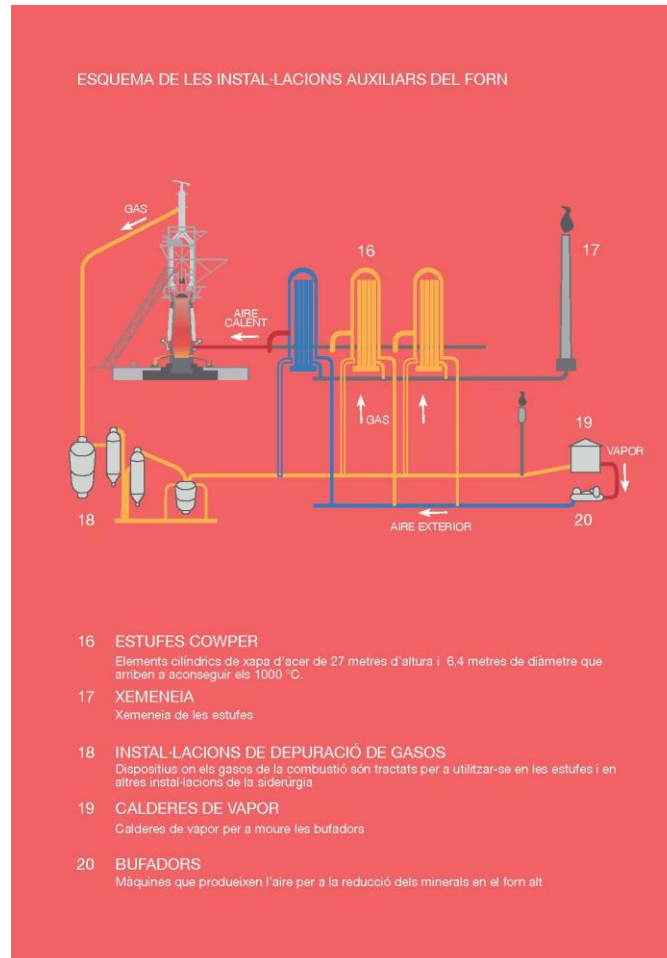 ESQUEMA DE LES INSTAL·LACIONS AUXILIARS DEL FORN
GAS
16
17
AIRE
CALENT
GAS
19
VAPOR
18
AIRE EXTERIOR
20
16 ESTUFES COWPER
Elements cilíndrics de xapa d'acer de 27 metres d'altura i 6,4 metres de diàmetre que
arriben a aconseguir els 1000 °C.
17 XEMENEIA
Xemeneia de les estufes
18 INSTAL·LACIONS DE DEPURACIÓ DE GASOS
Dispositius on els gasos de la combustió són tractats per a utilitzar-se en les estufes i en
altres instal·lacions de la siderúrgia
19 CALDERES DE VAPOR
Calderes de vapor per a moure les bufadors
20 BUFADORS
Màquines que produeixen l'aire per a la reducció dels minerals en el forn alt